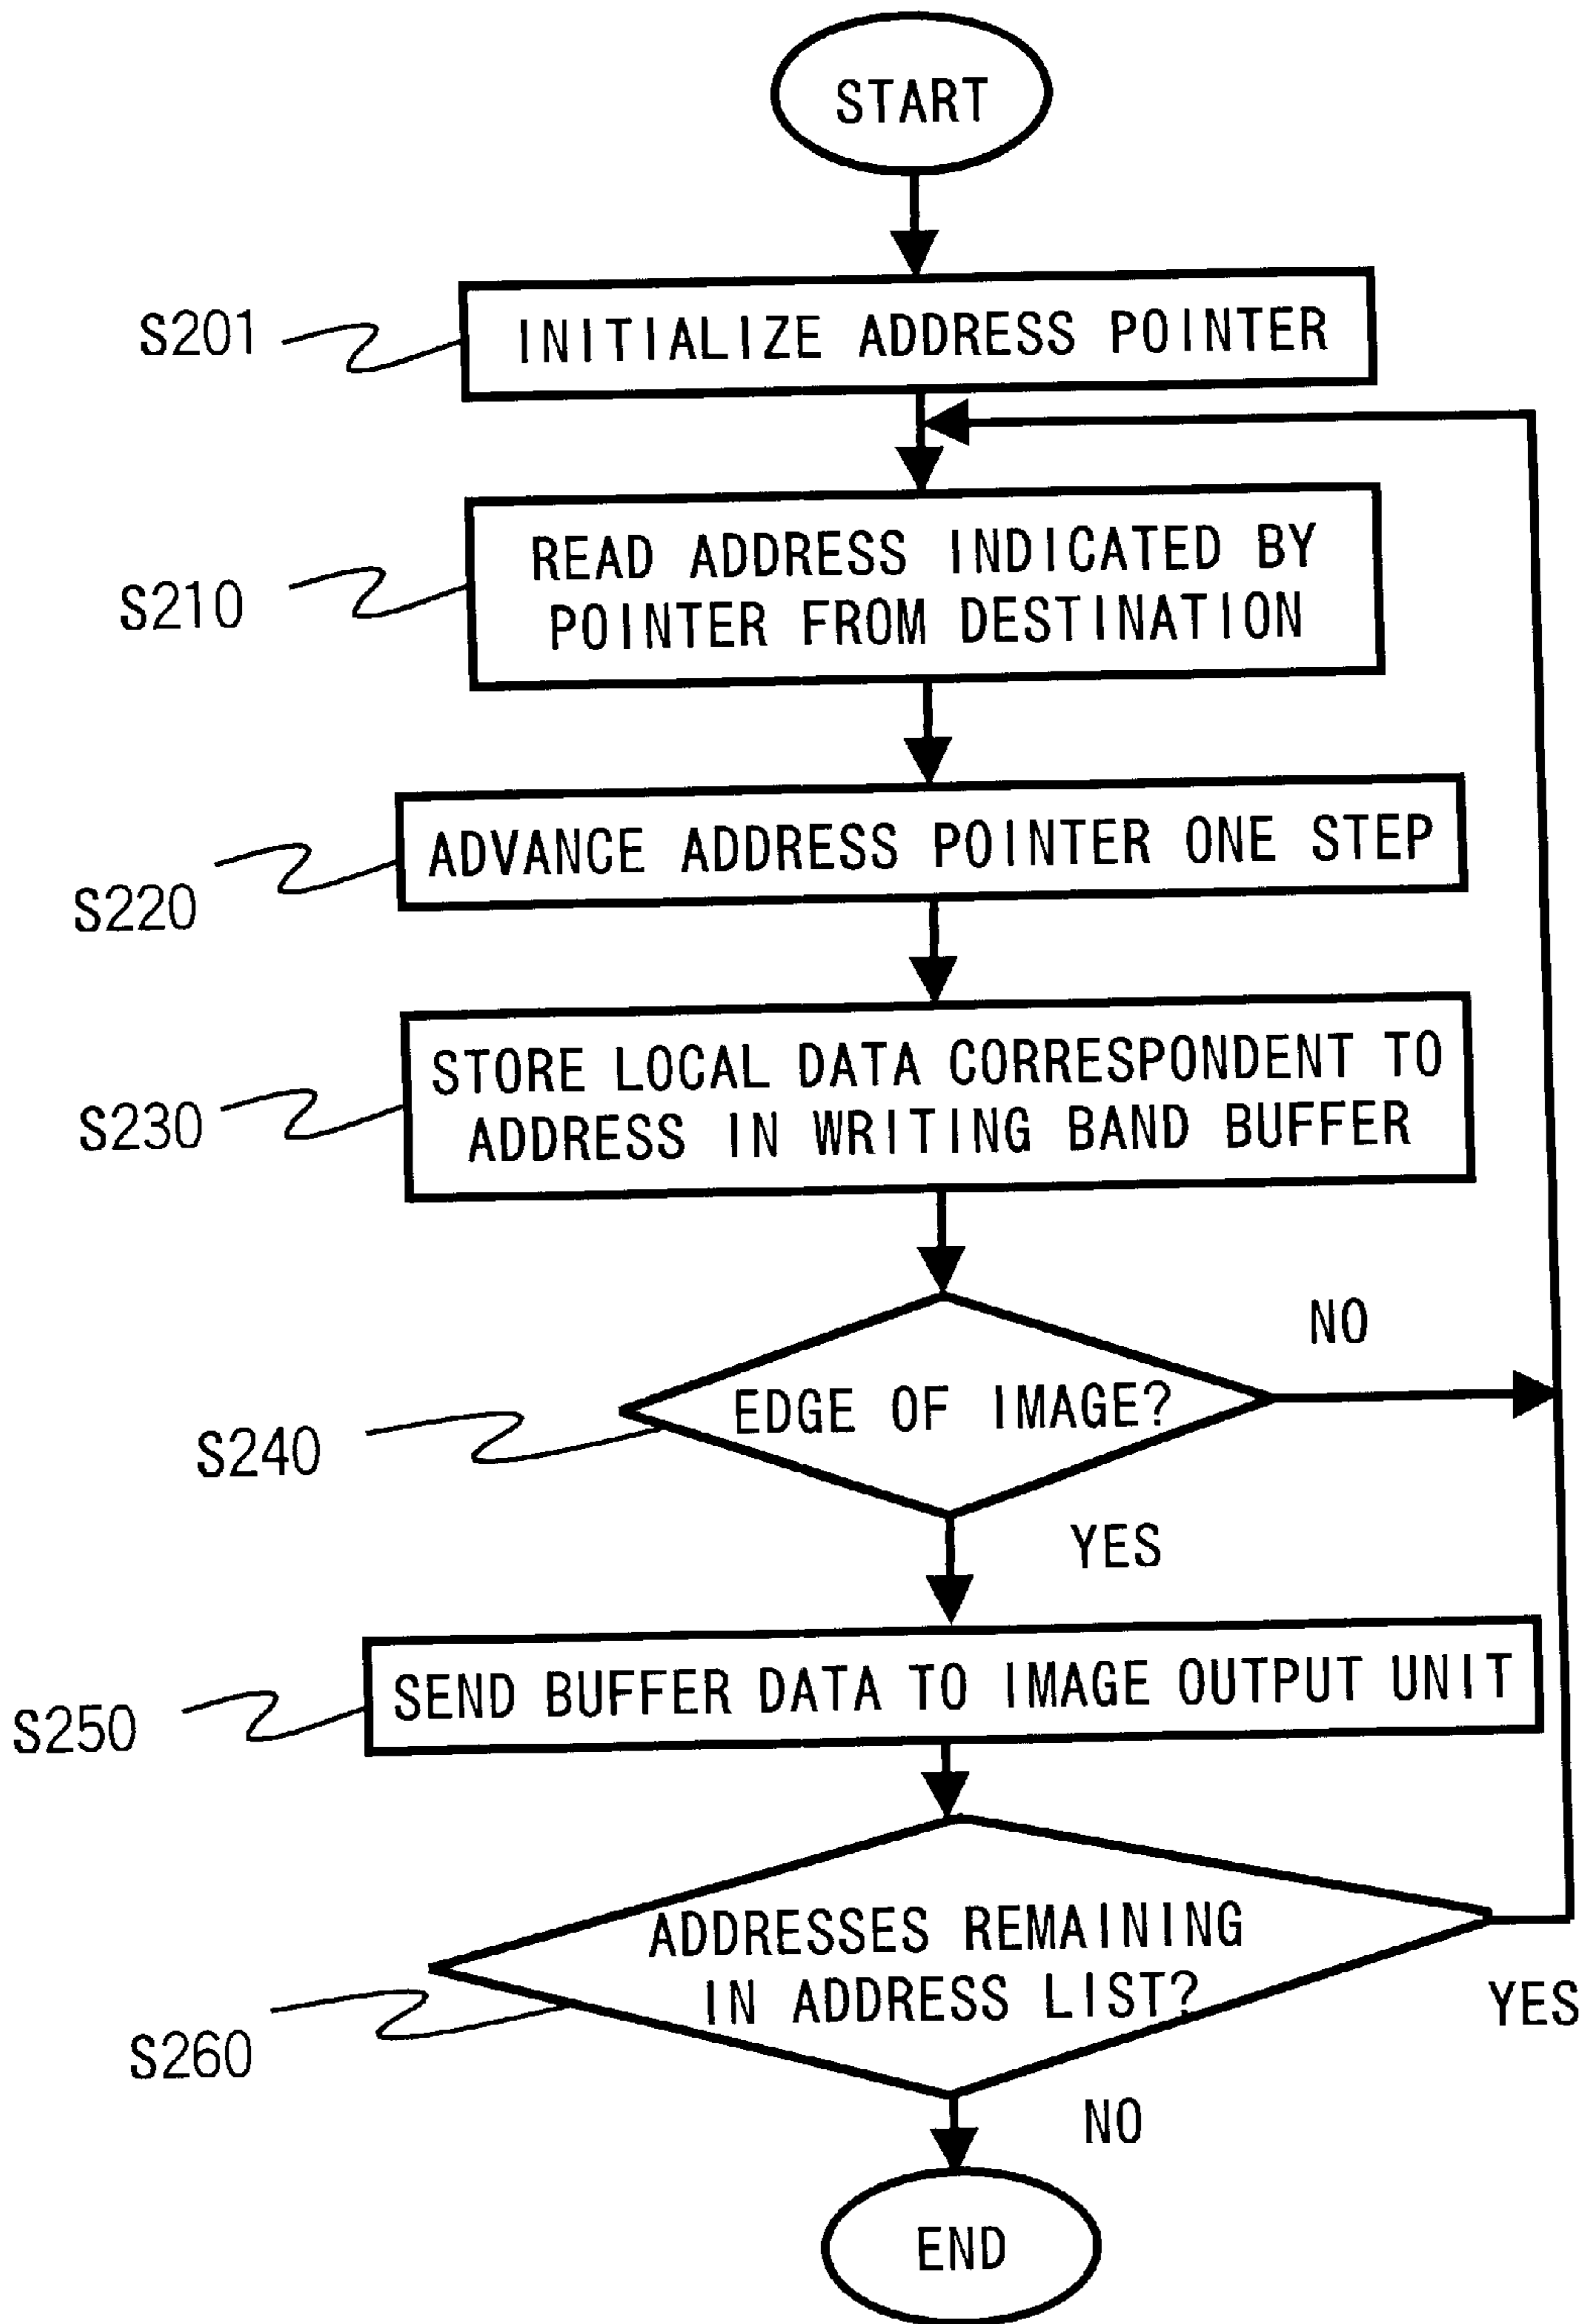 START
S201
INITIALIZE ADDRESS POINTER
S210
READ ADDRESS INDICATED BY
POINTER FROM DESTINATION
S220
ADVANCE ADDRESS POINTER ONE STEP
S230
STORE LOCAL DATA CORRESPONDENT TO
ADDRESS IN WRITING BAND BUFFER
NO
S240
EDGE OF IMAGE?
YES
S250
SEND BUFFER DATA TO IMAGE OUTPUT UNIT
S260
ADDRESSES REMAINING
IN ADDRESS LIST?
YES
NO
END